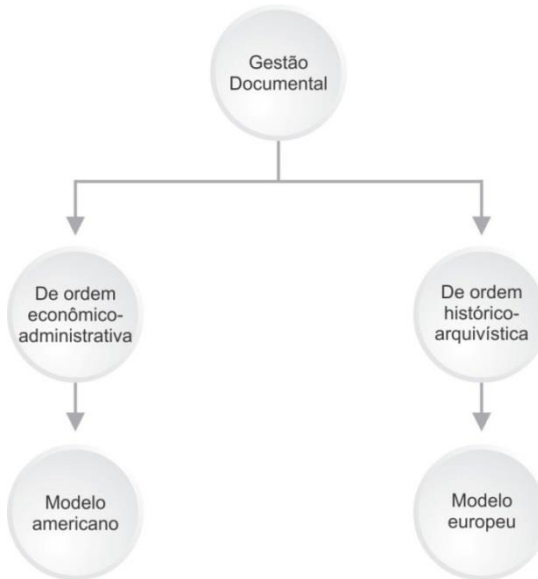 Gestão
Documental
De ordem
econômico-
administrativa
De ordem
histórico-
arquivística
Modelo
americano
Modelo
europeu